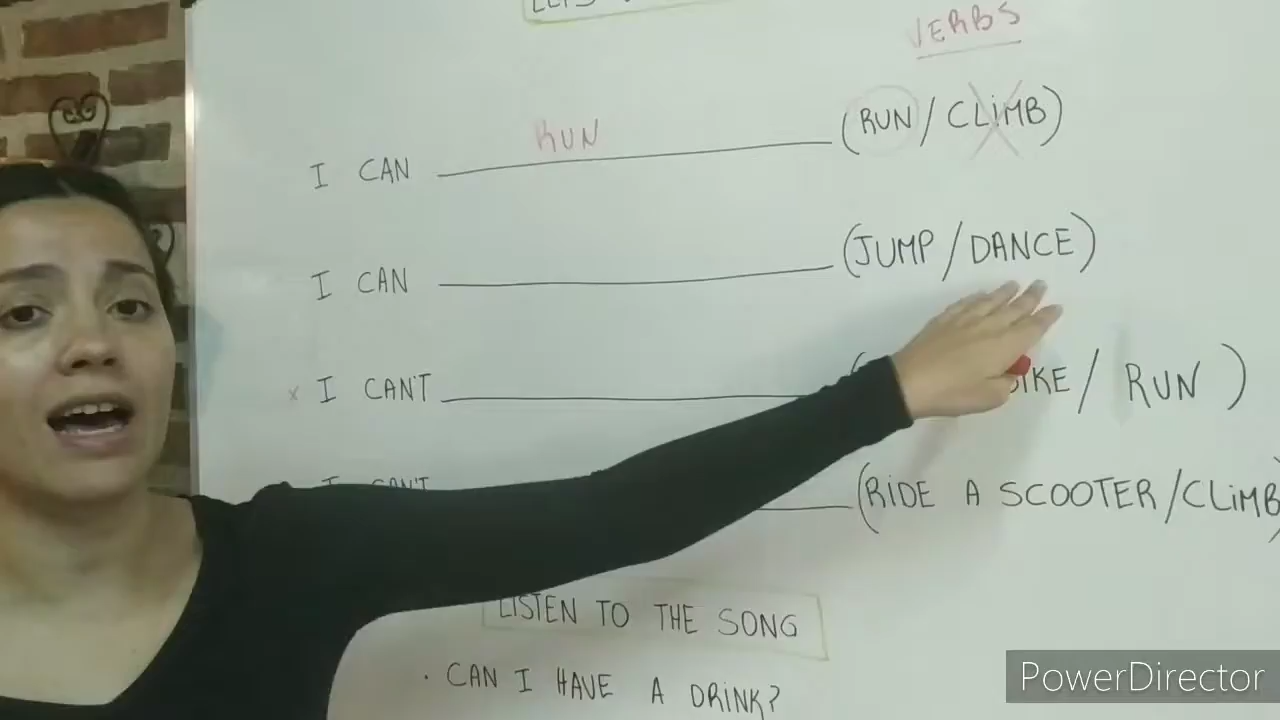 VERBS
I CAN RUN (RUN / CLIMB)
I CAN (JUMP / DANCE)
x I CAN'T IKE / RUN )
I CAN'T (RIDE A SCOOTER / CLIMB)
LISTEN TO THE SONG
· CAN I HAVE A DRINK?
PowerDirector